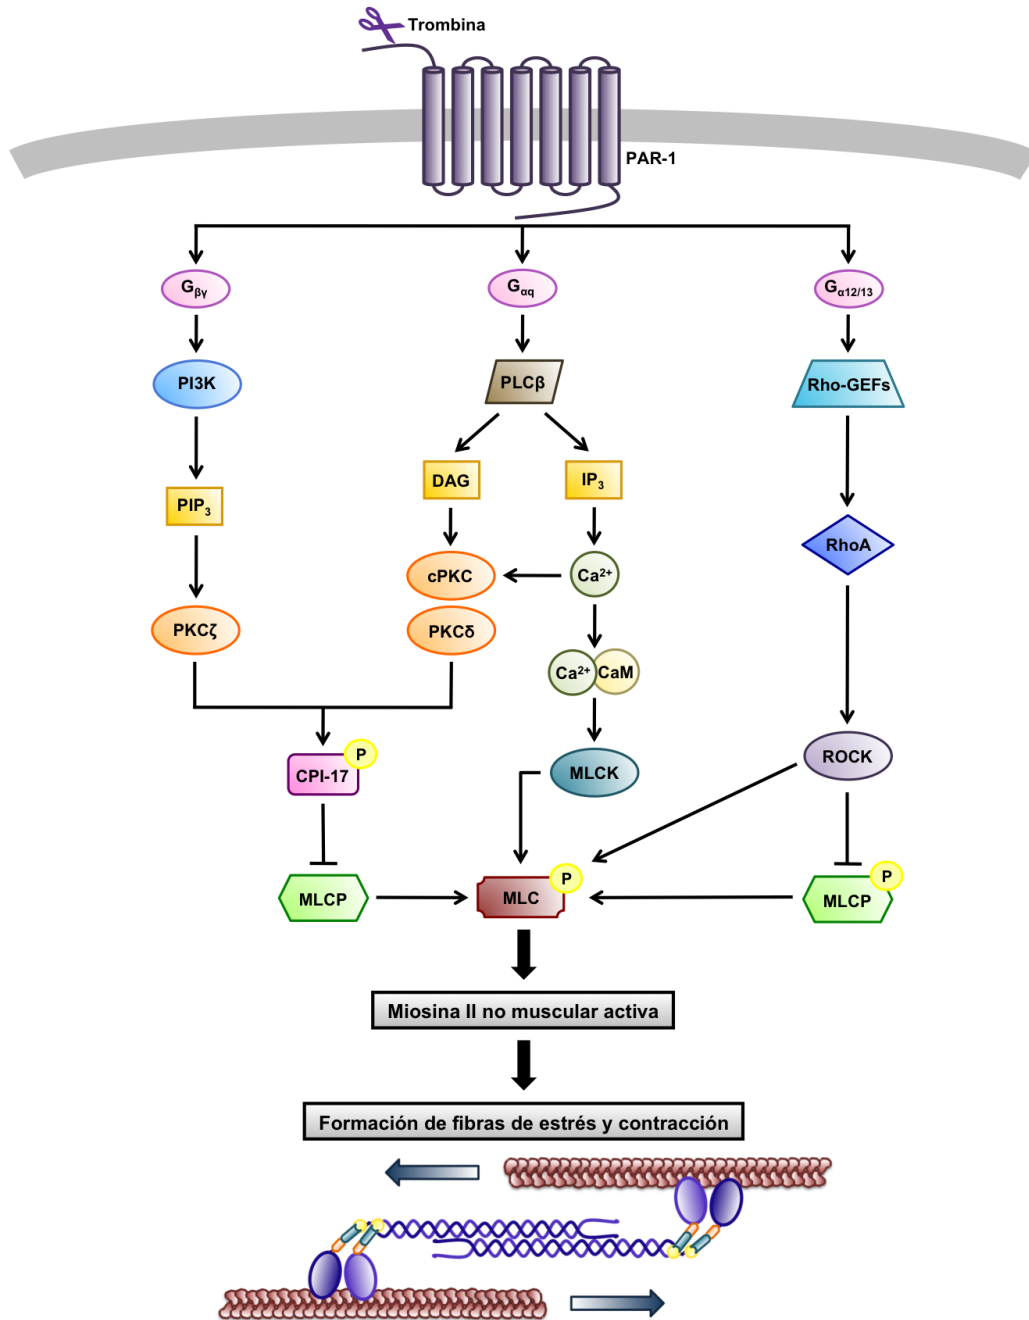 Trombina
PAR-1
Gβγ
Gαq
Gα12/13
PI3K
PLCβ
Rho-GEFs
DAG
IP3
PIP3
RhoA
cPKC
Ca2+
PKCζ
PKCδ
Ca2+
CaM
P
CPI-17
MLCK
ROCK
P
P
MLCP
MLC
MLCP
Miosina II no muscular activa
Formación de fibras de estrés y contracción